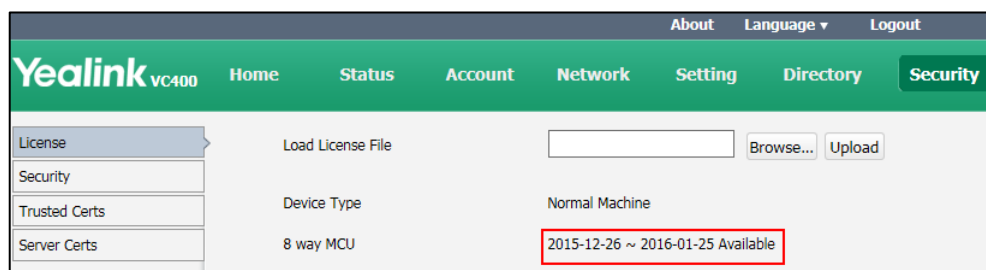 About Language ▾ Logout
Yealink VC400 Home Status Account Network Setting Directory Security
License Load License File Browse... Upload
Security
Trusted Certs Device Type Normal Machine
Server Certs 8 way MCU 2015-12-26 ~ 2016-01-25 Available